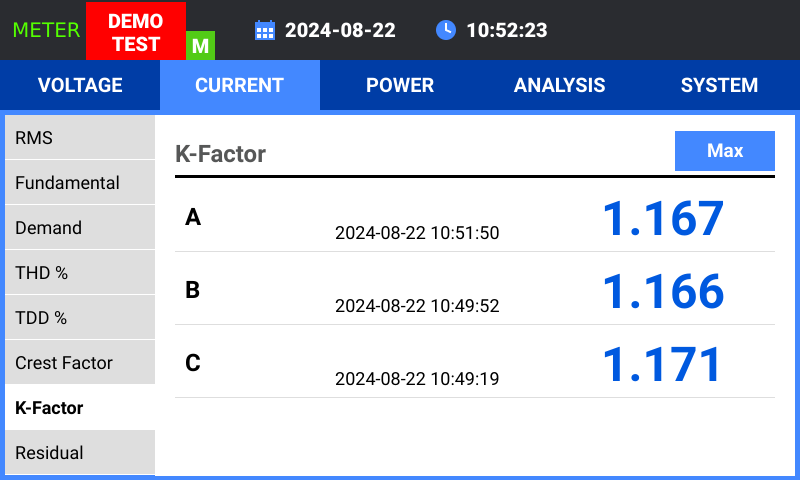 METER
DEMO
TEST
M
2024-08-22
10:52:23
VOLTAGE
CURRENT
POWER
ANALYSIS
SYSTEM
RMS
Fundamental
Demand
THD %
TDD %
Crest Factor
K-Factor
Residual
K-Factor
Max
A
2024-08-22 10:51:50
1.167
B
2024-08-22 10:49:52
1.166
C
2024-08-22 10:49:19
1.171